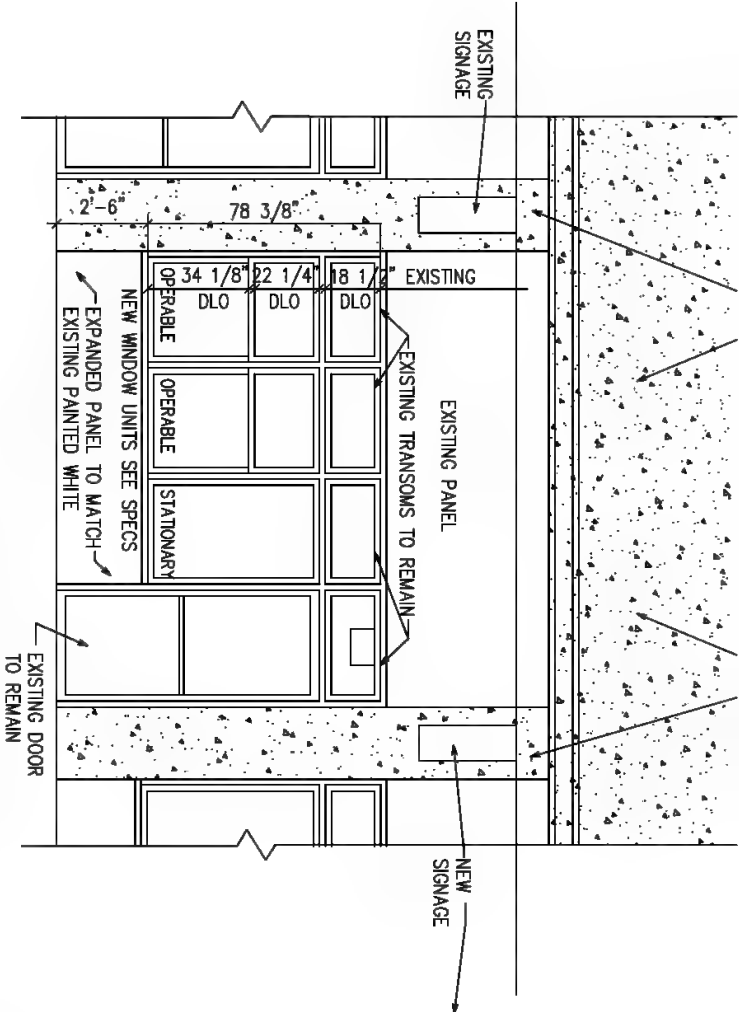 EXISTING
SIGNAGE
2'-6"
78 3/8"
34 1/8"
DLO
22 1/4"
DLO
18 1/2"
DLO
EXISTING
OPERABLE
OPERABLE
STATIONARY
EXISTING PANEL
EXISTING TRANSOMS TO REMAIN
NEW WINDOW UNITS SEE SPECS
EXPANDED PANEL TO MATCH
EXISTING PAINTED WHITE
EXISTING DOOR
TO REMAIN
NEW
SIGNAGE